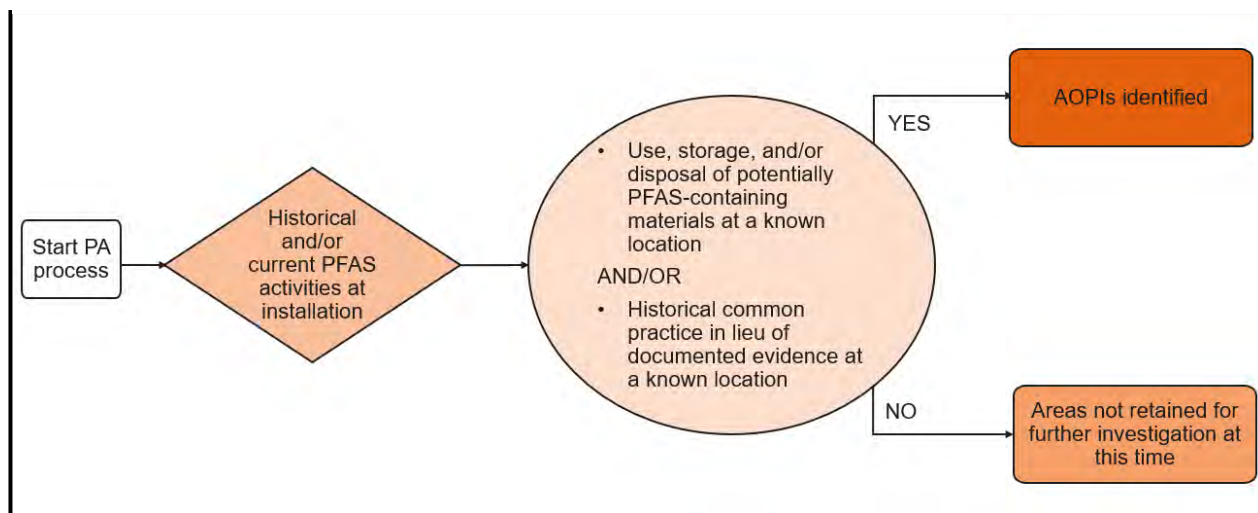 Start PA
process
Historical
and/or
current PFAS
activities at
installation
• Use, storage, and/or
disposal of potentially
PFAS-containing
materials at a known
location
AND/OR
• Historical common
practice in lieu of
documented evidence at
a known location
YES
AOPIs identified
NO
Areas not retained for
further investigation at
this time